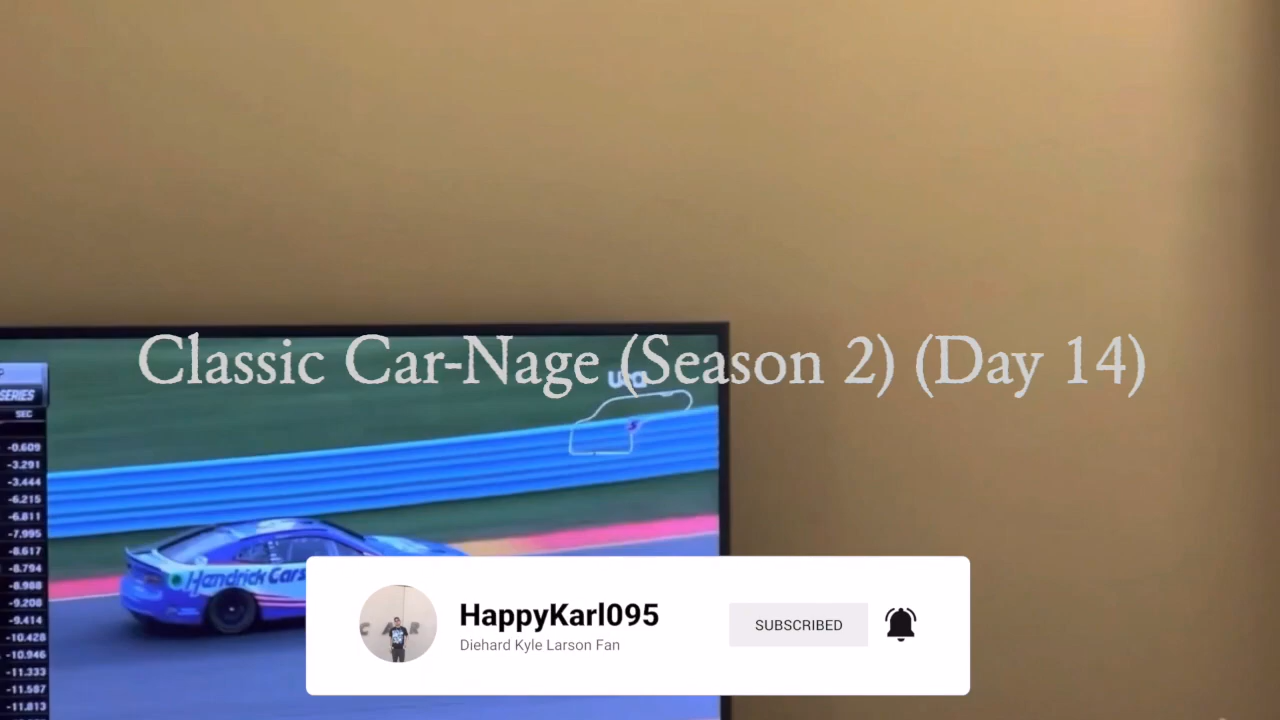 Classic Car-Nage (Season 2) (Day 14)
usa
SERIES
SEC
-0.609
-3.291
-3.444
-6.215
-6.811
-7.995
-8.617
-8.794
-8.988
-9.208
-9.414
-10.428
-10.946
-11.333
-11.587
-11.813
Hendrick Cars
HappyKarl095
Diehard Kyle Larson Fan
SUBSCRIBED